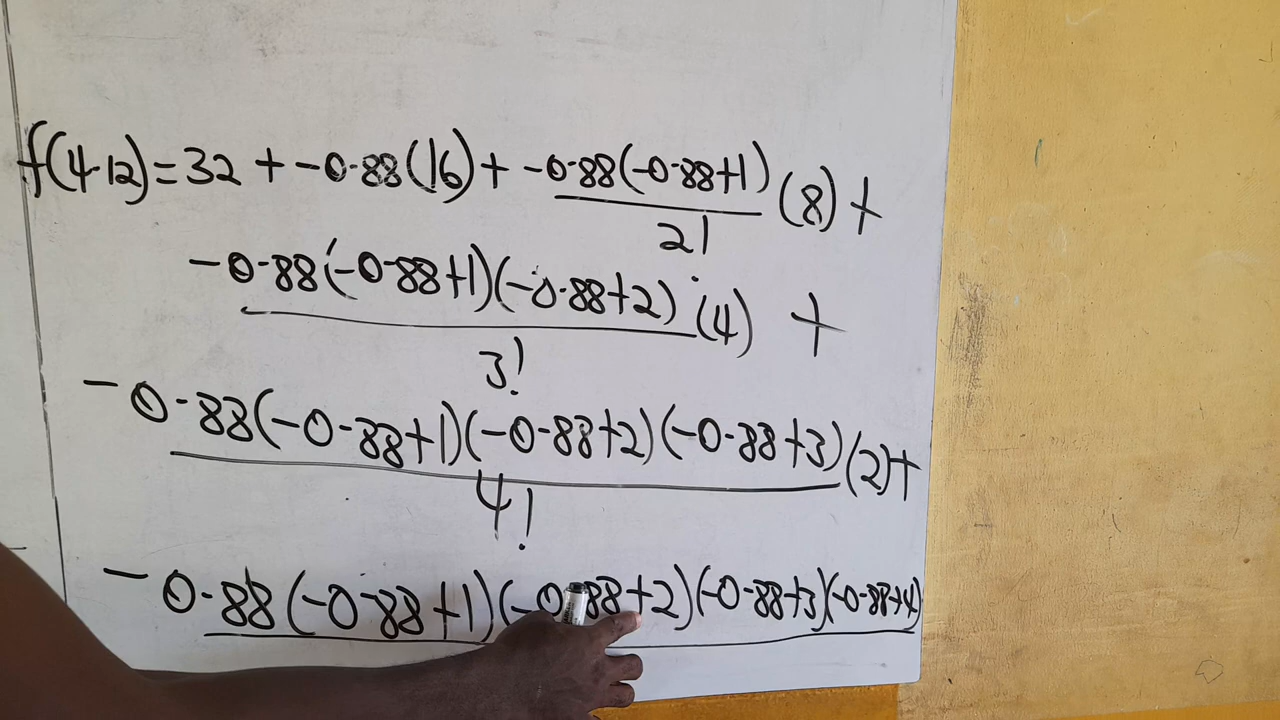 f(4.12)=32 + -0.88(16) + -0.88(-0.88+1) (8) +
2!
-0.88(-0.88+1)(-0.88+2) (4) +
3!
-0.88(-0.88+1)(-0.88+2)(-0.88+3) (2)+
4!
-0.88(-0.88+1)(-0.88+2)(-0.88+3)(-0.88+4)